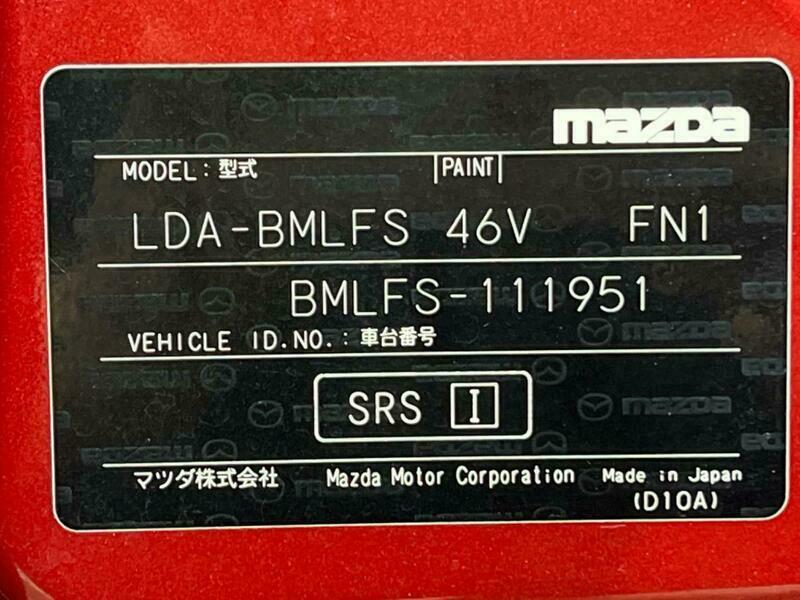 mazda
MODEL：型式 PAINT
LDA-BMLFS 46V FN1
BMLFS-111951
VEHICLE ID.NO.：車台番号
SRS I
マツダ株式会社 Mazda Motor Corporation Made in Japan
(D10A)